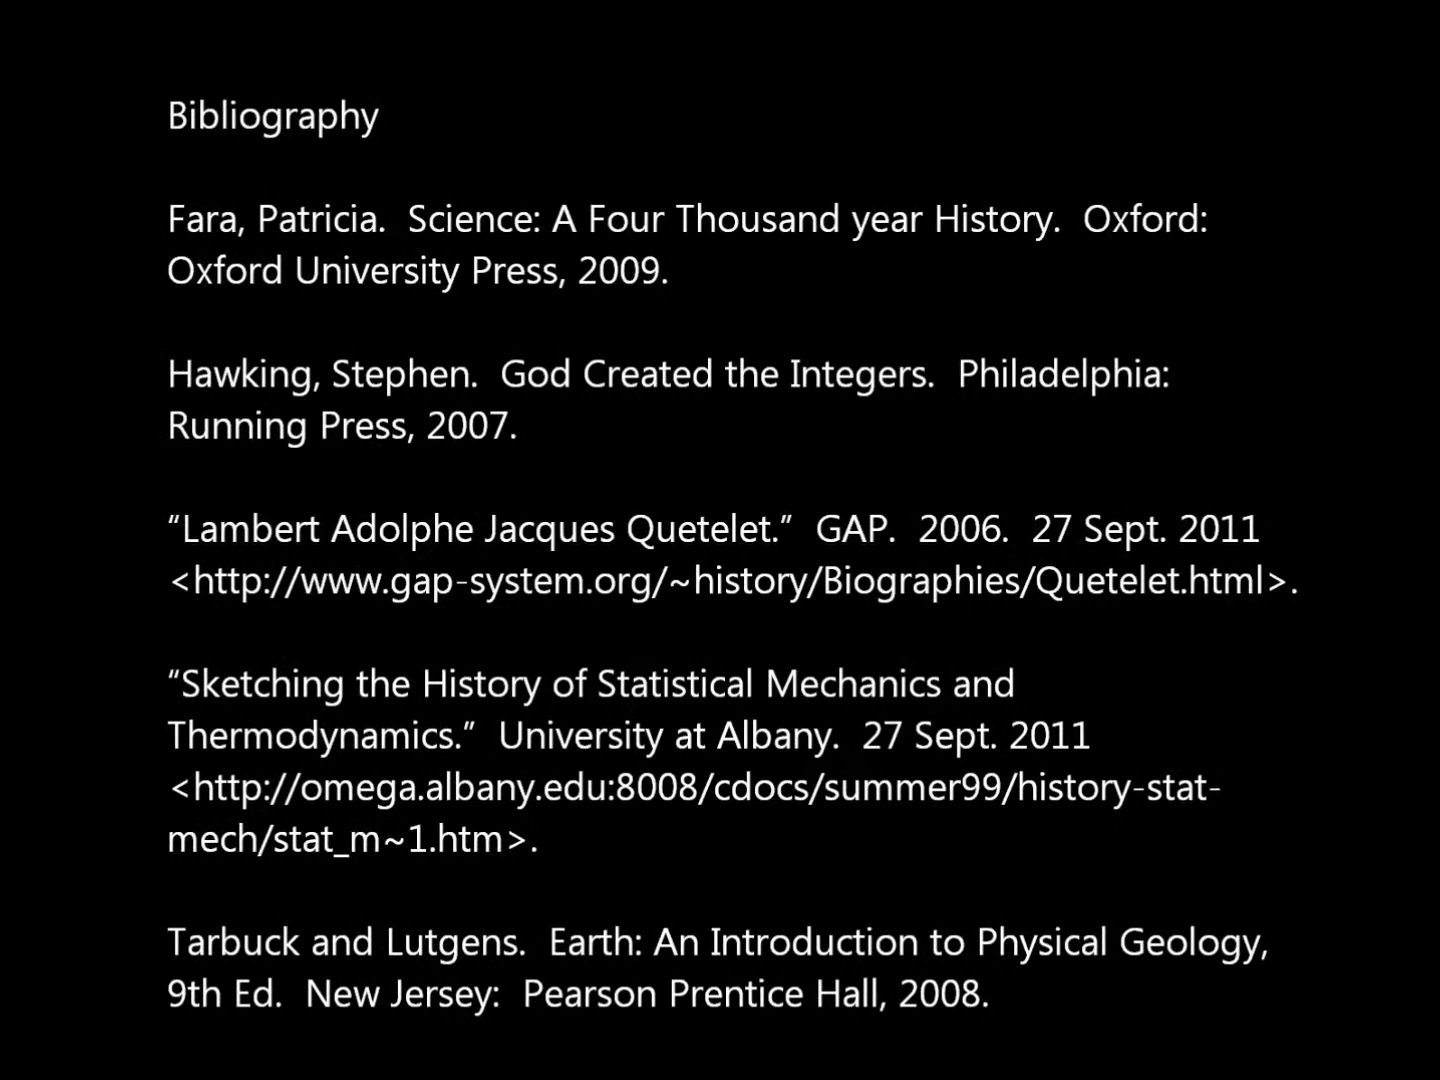 Bibliography
Fara, Patricia.  Science: A Four Thousand year History.  Oxford:
Oxford University Press, 2009.
Hawking, Stephen.  God Created the Integers.  Philadelphia:
Running Press, 2007.
“Lambert Adolphe Jacques Quetelet.”  GAP.  2006.  27 Sept. 2011
<http://www.gap-system.org/~history/Biographies/Quetelet.html>.
“Sketching the History of Statistical Mechanics and
Thermodynamics.”  University at Albany.  27 Sept. 2011
<http://omega.albany.edu:8008/cdocs/summer99/history-stat-
mech/stat_m~1.htm>.
Tarbuck and Lutgens.  Earth: An Introduction to Physical Geology,
9th Ed.  New Jersey:  Pearson Prentice Hall, 2008.